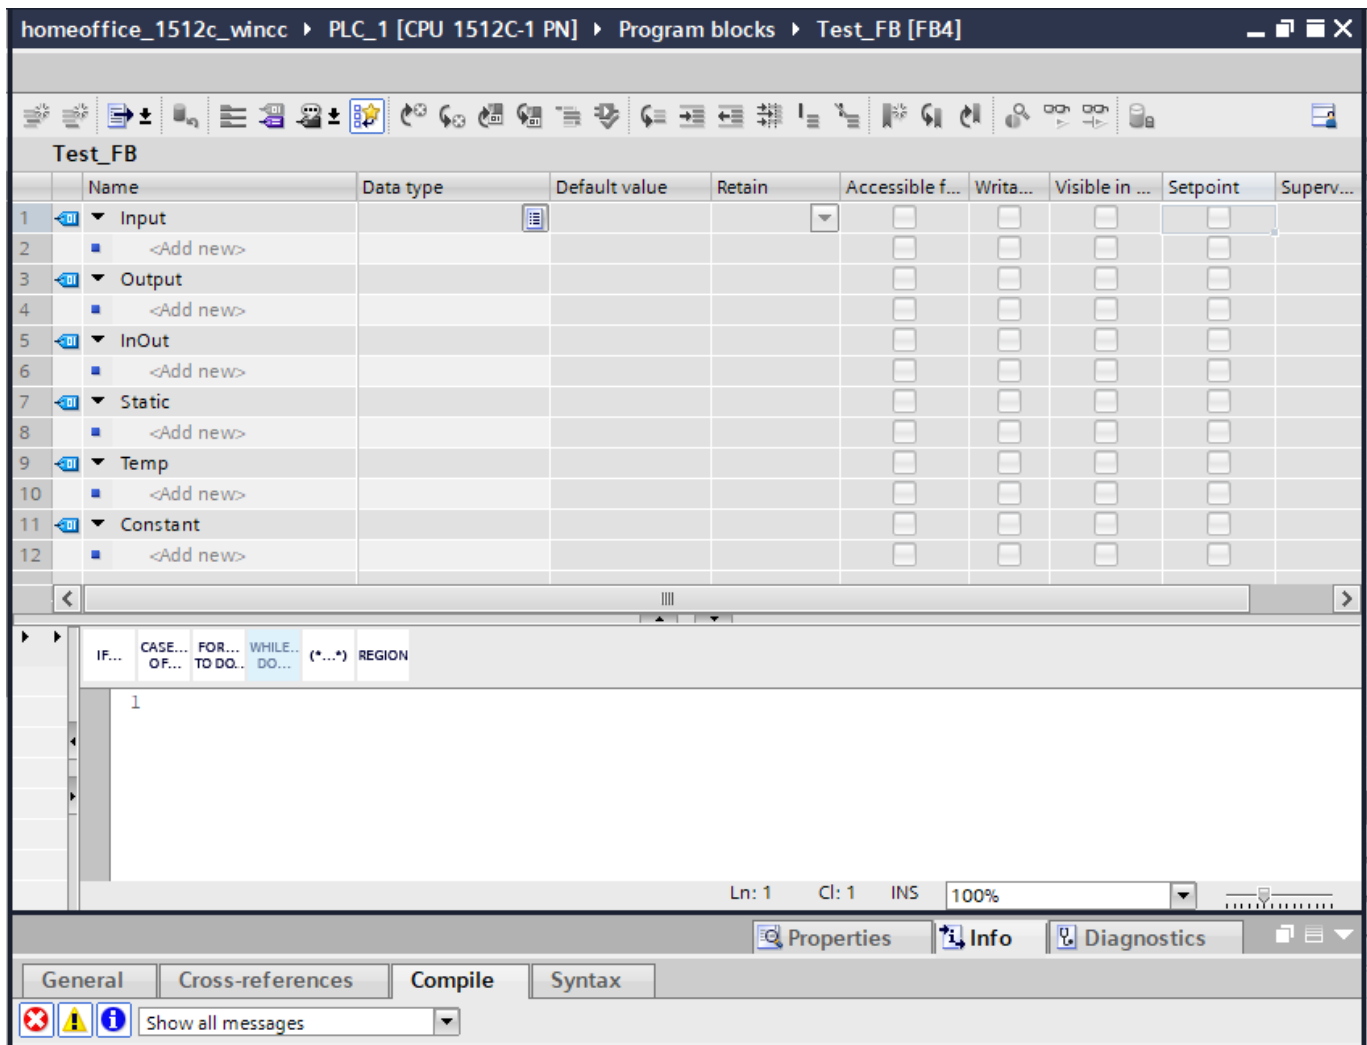 homeoffice_1512c_wincc ▸ PLC_1 [CPU 1512C-1 PN] ▸ Program blocks ▸ Test_FB [FB4]
Test_FB
Name Data type Default value Retain Accessible f... Writa... Visible in ... Setpoint Superv...
1 Input
2 <Add new>
3 Output
4 <Add new>
5 InOut
6 <Add new>
7 Static
8 <Add new>
9 Temp
10 <Add new>
11 Constant
12 <Add new>
IF... CASE... OF... FOR... TO DO... WHILE... DO... (*...*) REGION
1
Ln: 1 Cl: 1 INS 100%
Properties Info Diagnostics
General Cross-references Compile Syntax
Show all messages